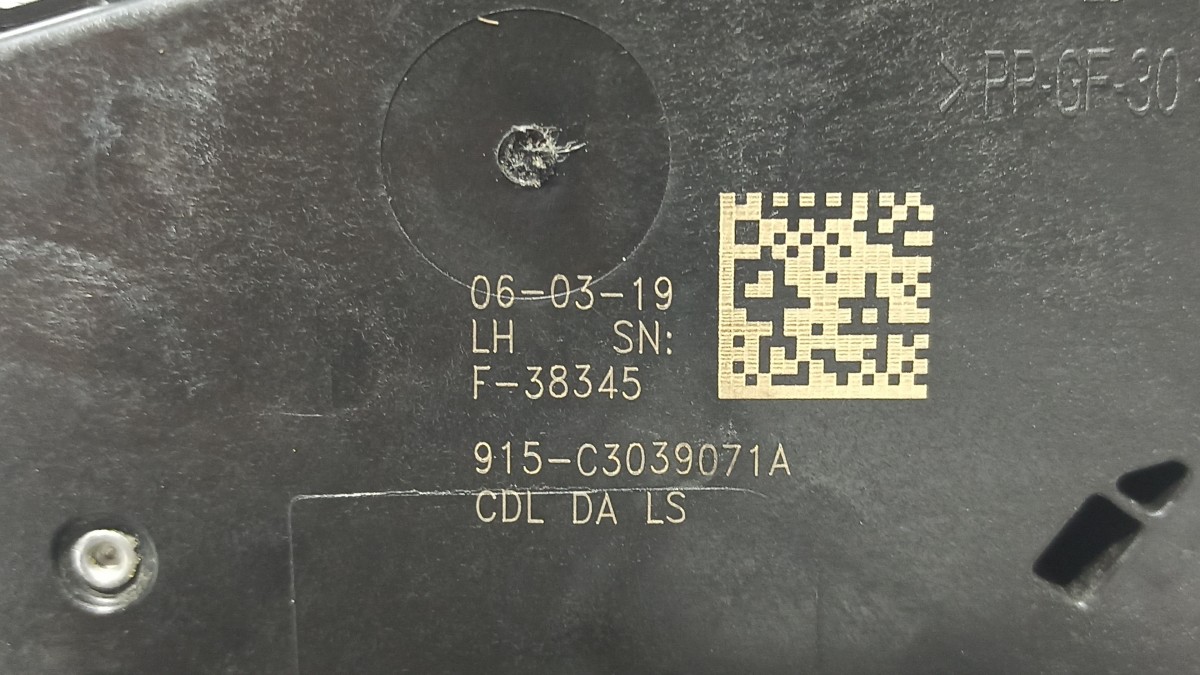 >PP-GF-30
06-03-19
LH SN:
F-38345
915-C3039071A
CDL DA LS